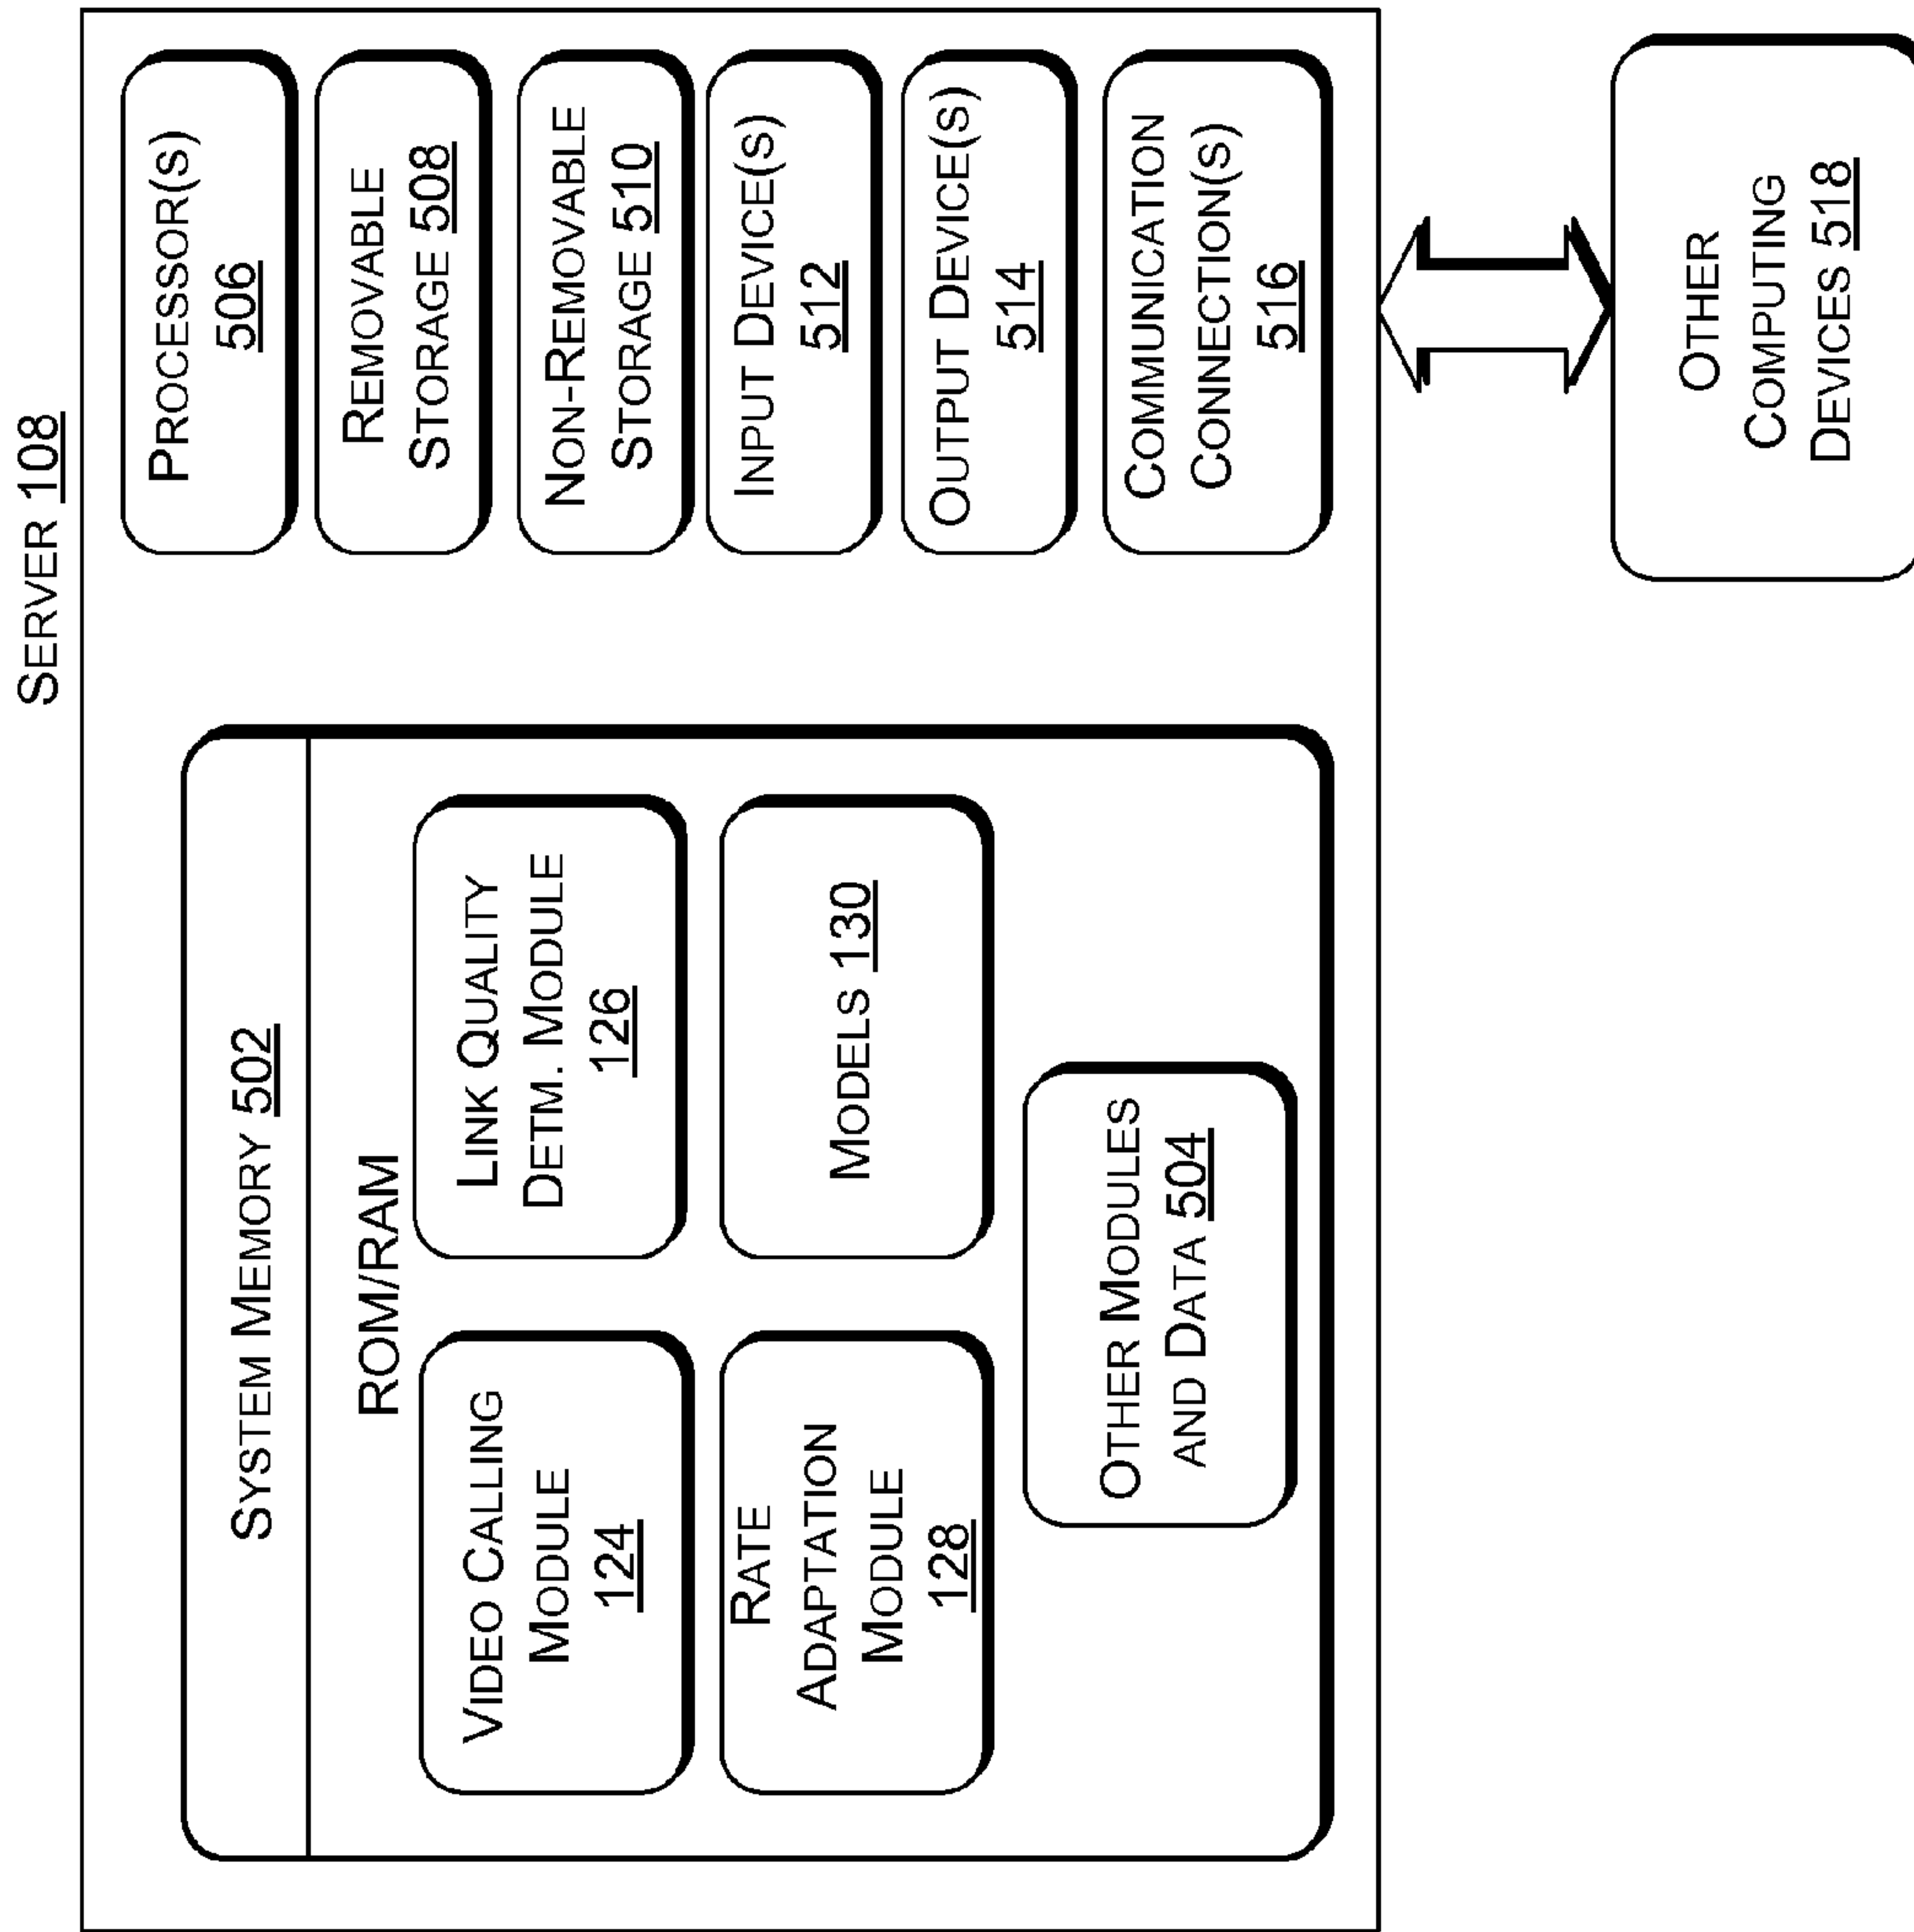 SERVER 108
SYSTEM MEMORY 502
ROM/RAM
VIDEO CALLING
MODULE
124
LINK QUALITY
DETM. MODULE
126
RATE
ADAPTATION
MODULE
128
MODELS 130
OTHER MODULES
AND DATA 504
PROCESSOR(S)
506
REMOVABLE
STORAGE 508
NON-REMOVABLE
STORAGE 510
INPUT DEVICE(S)
512
OUTPUT DEVICE(S)
514
COMMUNICATION
CONNECTION(S)
516
OTHER
COMPUTING
DEVICES 518